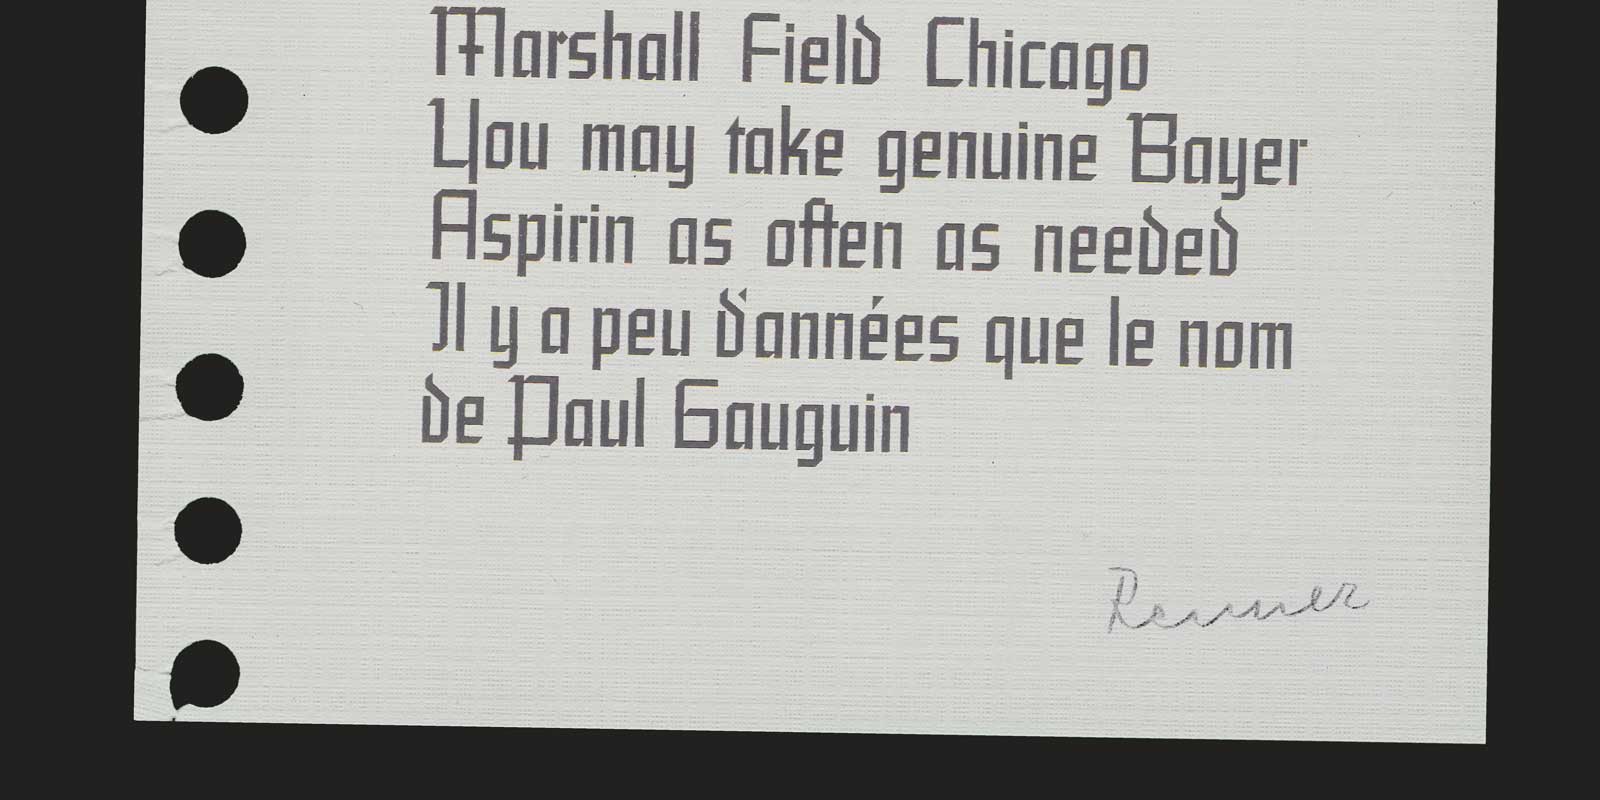 Marshall Field Chicago
You may take genuine Bayer
Aspirin as often as needed
Il y a peu d'années que le nom
de Paul Gauguin
Renner